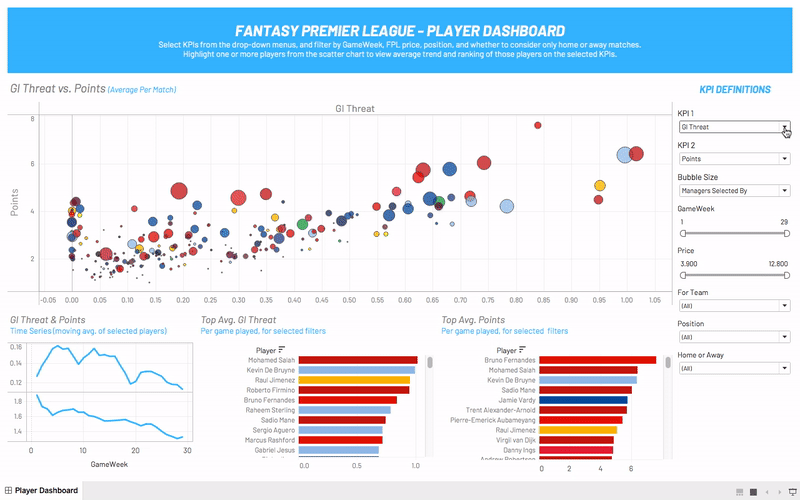 FANTASY PREMIER LEAGUE - PLAYER DASHBOARD
Select KPIs from the drop-down menus, and filter by GameWeek, FPL price, position, and whether to consider only home or away matches.
Highlight one or more players from the scatter chart to view average trend and ranking of those players on the selected KPIs.
GI Threat vs. Points (Average Per Match)
GI Threat
Points
8
6
4
2
-0.05 0.00 0.05 0.10 0.15 0.20 0.25 0.30 0.35 0.40 0.45 0.50 0.55 0.60 0.65 0.70 0.75 0.80 0.85 0.90 0.95 1.00 1.05
KPI DEFINITIONS
KPI 1
GI Threat
KPI 2
Points
Bubble Size
Managers Selected By
GameWeek
1 29
Price
3.900 12.800
For Team
(All)
Position
(All)
Home or Away
(All)
GI Threat & Points
Time Series (moving avg. of selected players)
0.16
0.14
0.12
1.8
1.6
1.4
0 10 20 30
GameWeek
Top Avg. GI Threat
Per game played, for selected filters
Player
Mohamed Salah
Kevin De Bruyne
Raul Jimenez
Roberto Firmino
Bruno Fernandes
Raheem Sterling
Sadio Mane
Sergio Aguero
Marcus Rashford
Gabriel Jesus
0.0 0.5 1.0
Top Avg. Points
Per game played, for selected filters
Player
Bruno Fernandes
Mohamed Salah
Kevin De Bruyne
Sadio Mane
Jamie Vardy
Trent Alexander-Arnold
Pierre-Emerick Aubameyang
Raul Jimenez
Virgil van Dijk
Danny Ings
Andrew Robertson
0 2 4 6
Player Dashboard